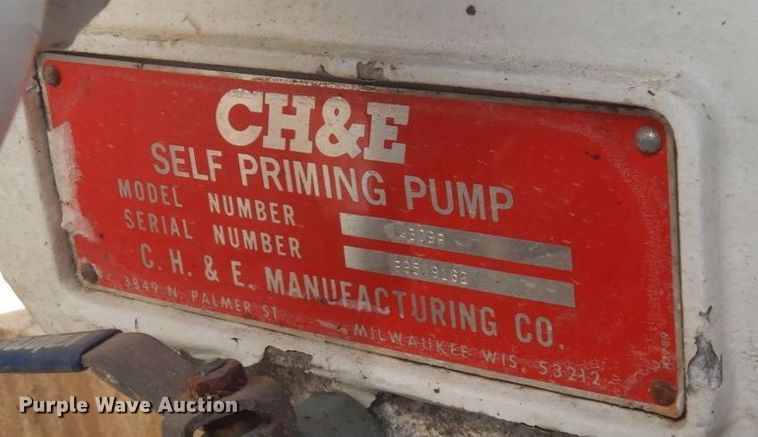 CH&E
SELF PRIMING PUMP
MODEL NUMBER
SERIAL NUMBER
C. H. & E. MANUFACTURING CO.
3849 N. PALMER ST
MILWAUKEE WIS. 53212
Purple Wave Auction